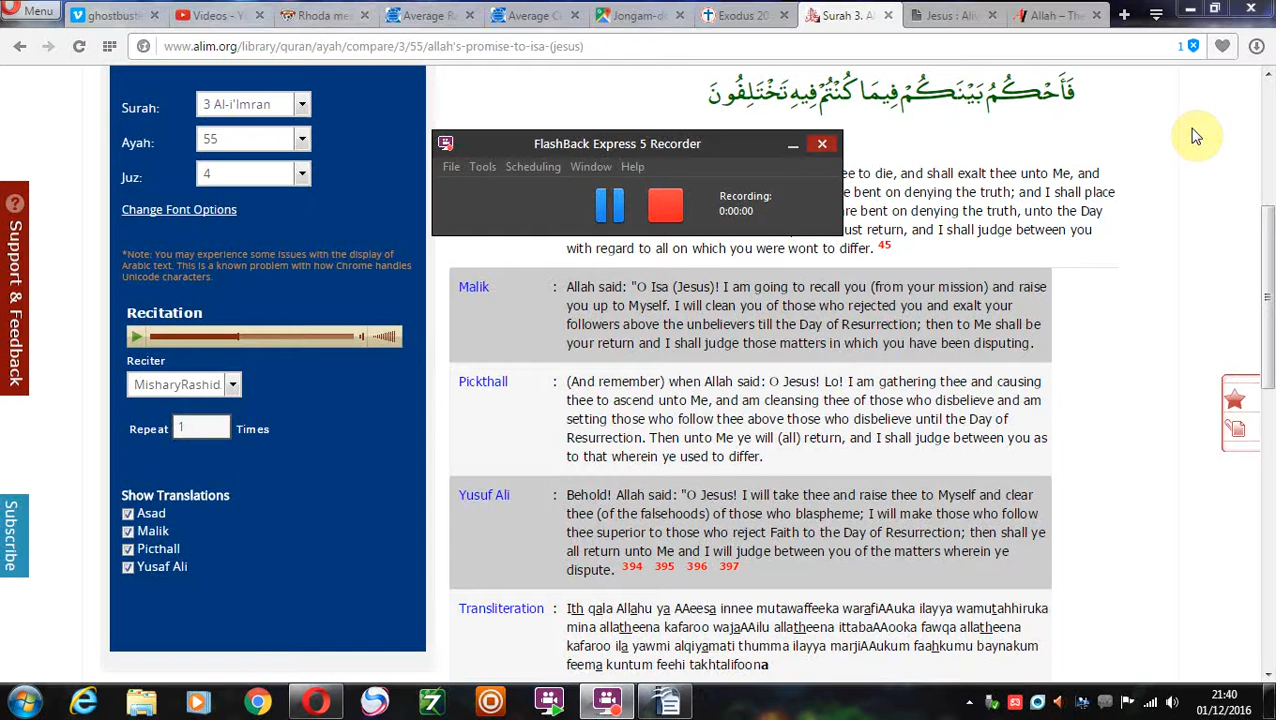 Menu
ghostbuste
Videos - Y
Rhoda me
Average R
Average C
Jongam-d
Exodus 20
Surah 3. A
Jesus : Ali
Allah – The
www.alim.org/library/quran/ayah/compare/3/55/allah's-promise-to-isa-(jesus)
1
فَأَحْكُمُ بَيْنَكُمْ فِيمَا كُنْتُمْ فِيهِ تَخْتَلِفُونَ
Surah: 3 Al-i'Imran
Ayah: 55
Juz: 4
Change Font Options
*Note: You may experience some issues with the display of
Arabic text. This is a known problem with how Chrome handles
Unicode characters.
Recitation
Reciter
MisharyRashid
Repeat 1 Times
Show Translations
Asad
Malik
Picthall
Yusaf Ali
Support & Feedback
Subscribe
FlashBack Express 5 Recorder
File Tools Scheduling Window Help
Recording:
0:00:00
ee to die, and shall exalt thee unto Me, and
e bent on denying the truth; and I shall place
re bent on denying the truth, unto the Day
ust return, and I shall judge between you
with regard to all on which you were wont to differ. 45
Malik : Allah said: "O Isa (Jesus)! I am going to recall you (from your mission) and raise
you up to Myself. I will clean you of those who rejected you and exalt your
followers above the unbelievers till the Day of Resurrection; then to Me shall be
your return and I shall judge those matters in which you have been disputing.
Pickthall : (And remember) when Allah said: O Jesus! Lo! I am gathering thee and causing
thee to ascend unto Me, and am cleansing thee of those who disbelieve and am
setting those who follow thee above those who disbelieve until the Day of
Resurrection. Then unto Me ye will (all) return, and I shall judge between you as
to that wherein ye used to differ.
Yusuf Ali : Behold! Allah said: "O Jesus! I will take thee and raise thee to Myself and clear
thee (of the falsehoods) of those who blaspheme; I will make those who follow
thee superior to those who reject Faith to the Day of Resurrection; then shall ye
all return unto Me and I will judge between you of the matters wherein ye
dispute. 394 395 396 397
Transliteration : Ith qala Allahu ya AAeesa innee mutawaffeeka warafiAAuka ilayya wamutahhiruka
mina allatheena kafaroo wajaAAilu allatheena ittabaAAooka fawqa allatheena
kafaroo ila yawmi alqiyamati thumma ilayya marjiAAukum faahkumu baynakum
feema kuntum feehi takhtalifoona
21:40
01/12/2016